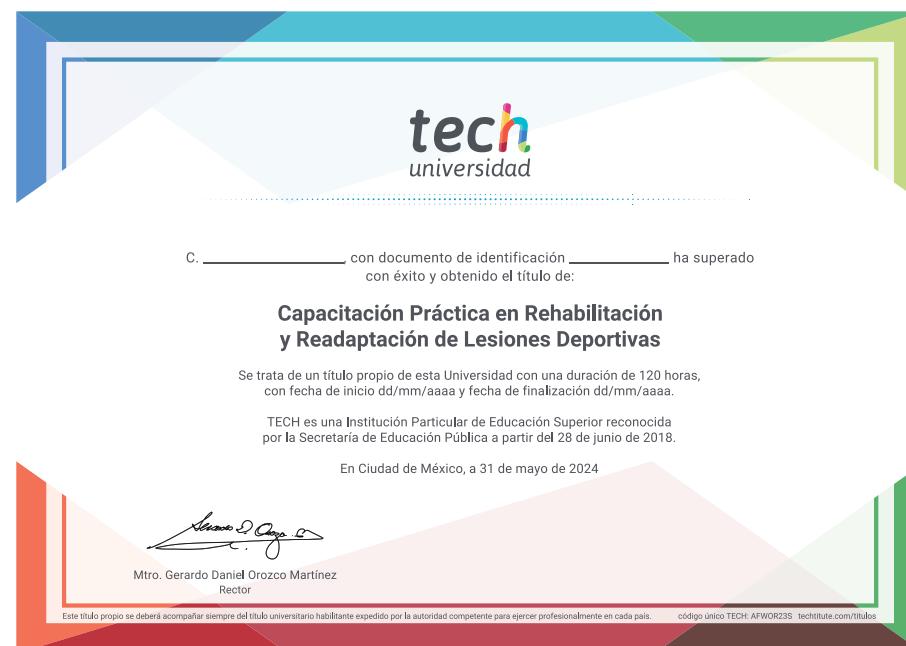 tech
universidad
C. ____________, con documento de identificación ____________ ha superado
con éxito y obtenido el título de:
Capacitación Práctica en Rehabilitación
y Readaptación de Lesiones Deportivas
Se trata de un título propio de esta Universidad con una duración de 120 horas,
con fecha de inicio dd/mm/aaaa y fecha de finalización dd/mm/aaaa.
TECH es una Institución Particular de Educación Superior reconocida
por la Secretaría de Educación Pública a partir del 28 de junio de 2018.
En Ciudad de México, a 31 de mayo de 2024
Mtro. Gerardo Daniel Orozco Martínez
Rector
Este título propio se deberá acompañar siempre del título universitario habilitante expedido por la autoridad competente para ejercer profesionalmente en cada país. código único TECH: AFWOR23S techtitute.com/titulos